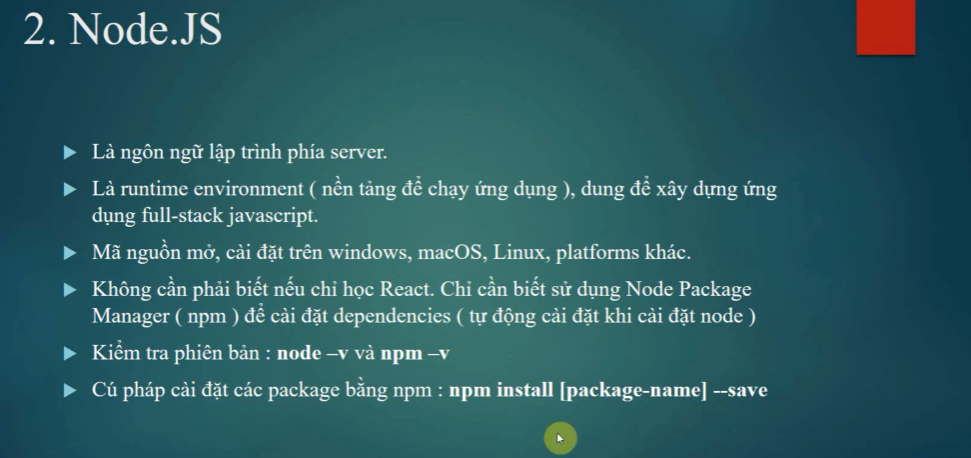 2. Node.JS
Là ngôn ngữ lập trình phía server.
Là runtime environment ( nền tảng để chạy ứng dụng ), dung để xây dựng ứng
dụng full-stack javascript.
Mã nguồn mở, cài đặt trên windows, macOS, Linux, platforms khác.
Không cần phải biết nếu chỉ học React. Chỉ cần biết sử dụng Node Package
Manager ( npm ) để cài đặt dependencies ( tự động cài đặt khi cài đặt node )
Kiểm tra phiên bản : node –v và npm –v
Cú pháp cài đặt các package bằng npm : npm install [package-name] --save